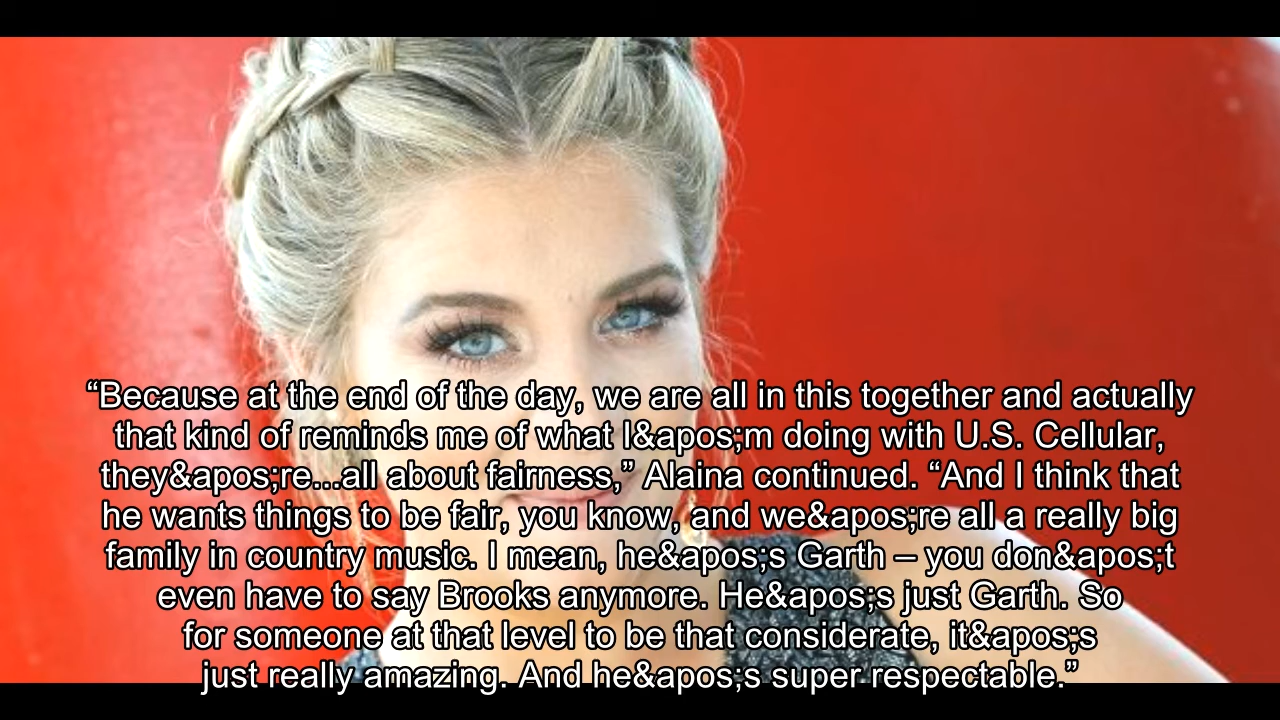 “Because at the end of the day, we are all in this together and actually
that kind of reminds me of what I&apos;m doing with U.S. Cellular,
they&apos;re...all about fairness,” Alaina continued. “And I think that
he wants things to be fair, you know, and we&apos;re all a really big
family in country music. I mean, he&apos;s Garth – you don&apos;t
even have to say Brooks anymore. He&apos;s just Garth. So
for someone at that level to be that considerate, it&apos;s
just really amazing. And he&apos;s super respectable.”